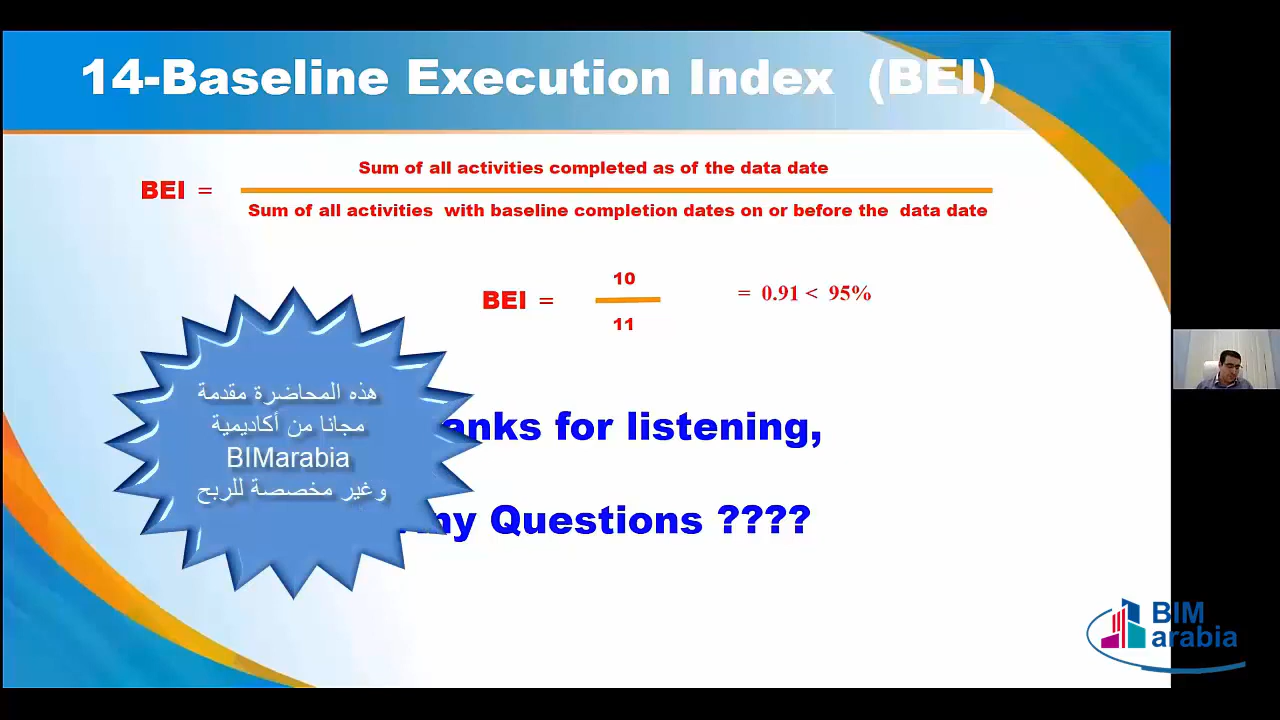 14-Baseline Execution Index (BEI)
Sum of all activities completed as of the data date
BEI =
Sum of all activities with baseline completion dates on or before the data date
10
BEI =
= 0.91 < 95%
11
هذه المحاضرة مقدمة
مجانا من أكاديمية
BIMarabia
وغير مخصصة للربح
for listening,
Questions ????
BIM
arabia